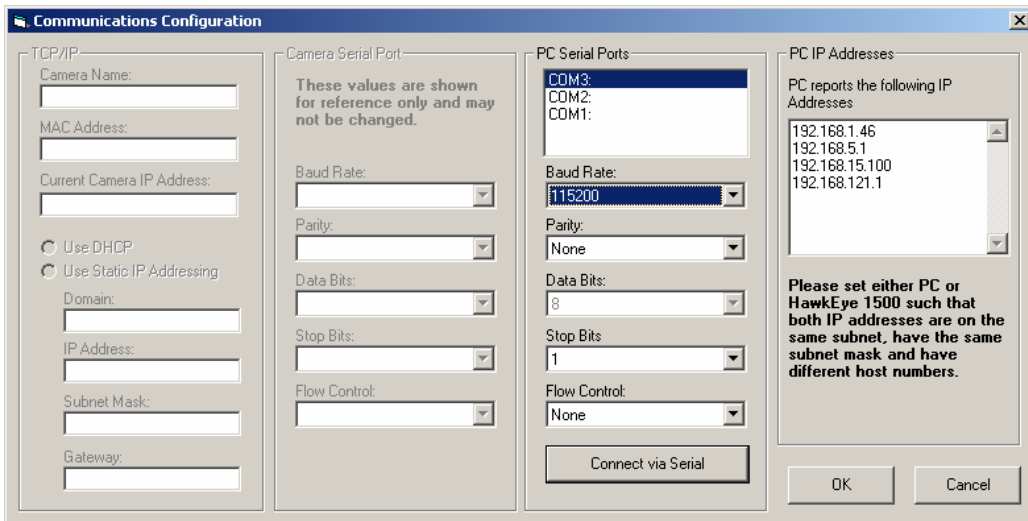 Communications Configuration
TCP/IP
Camera Name:
MAC Address:
Current Camera IP Address:
Use DHCP
Use Static IP Addressing
Domain:
IP Address:
Subnet Mask:
Gateway:
Camera Serial Port
These values are shown
for reference only and may
not be changed.
Baud Rate:
Parity:
Data Bits:
Stop Bits:
Flow Control:
PC Serial Ports
COM3:
COM2:
COM1:
Baud Rate:
115200
Parity:
None
Data Bits:
8
Stop Bits
1
Flow Control:
None
Connect via Serial
PC IP Addresses
PC reports the following IP
Addresses
192.168.1.46
192.168.5.1
192.168.15.100
192.168.121.1
Please set either PC or
HawkEye 1500 such that
both IP addresses are on the
same subnet, have the same
subnet mask and have
different host numbers.
OK
Cancel